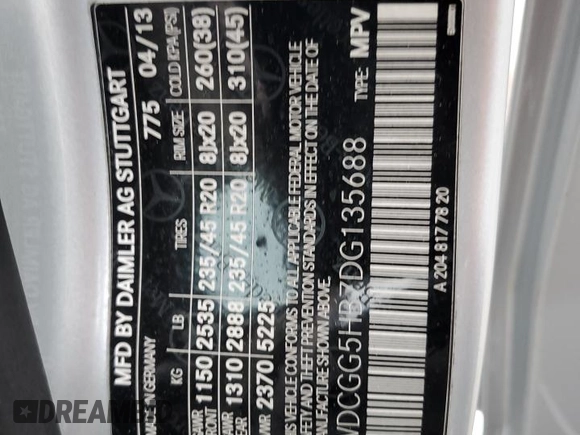 MFD BY DAIMLER AG STUTTGART
MADE IN GERMANY 775 04/13
KG LB TIRES RIM SIZE COLD KPA(PSI)
1150 2535 235/45 R20 8Jx20 260(38)
1310 2888 235/45 R20 8Jx20 310(45)
2370 5225
THIS VEHICLE CONFORMS TO ALL APPLICABLE FEDERAL MOTOR VEHICLE
SAFETY AND THEFT PREVENTION STANDARDS IN EFFECT ON THE DATE OF
MANUFACTURE SHOWN ABOVE.
WDCGG5HB7DG135688 TYPE: MPV
A 204 817 78 20
DREAMCAR